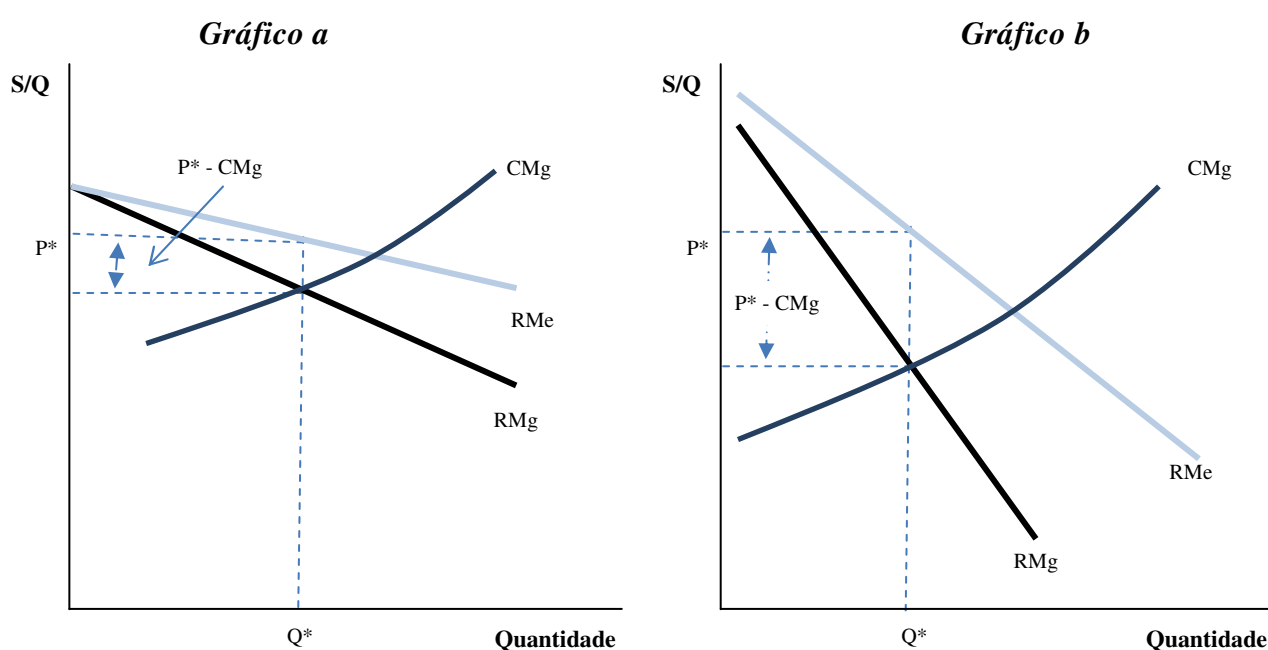 Gráfico a
S/Q
P* - CMg
CMg
P*
RMe
RMg
Q*
Quantidade
Gráfico b
S/Q
CMg
P*
P* - CMg
RMe
RMg
Q*
Quantidade